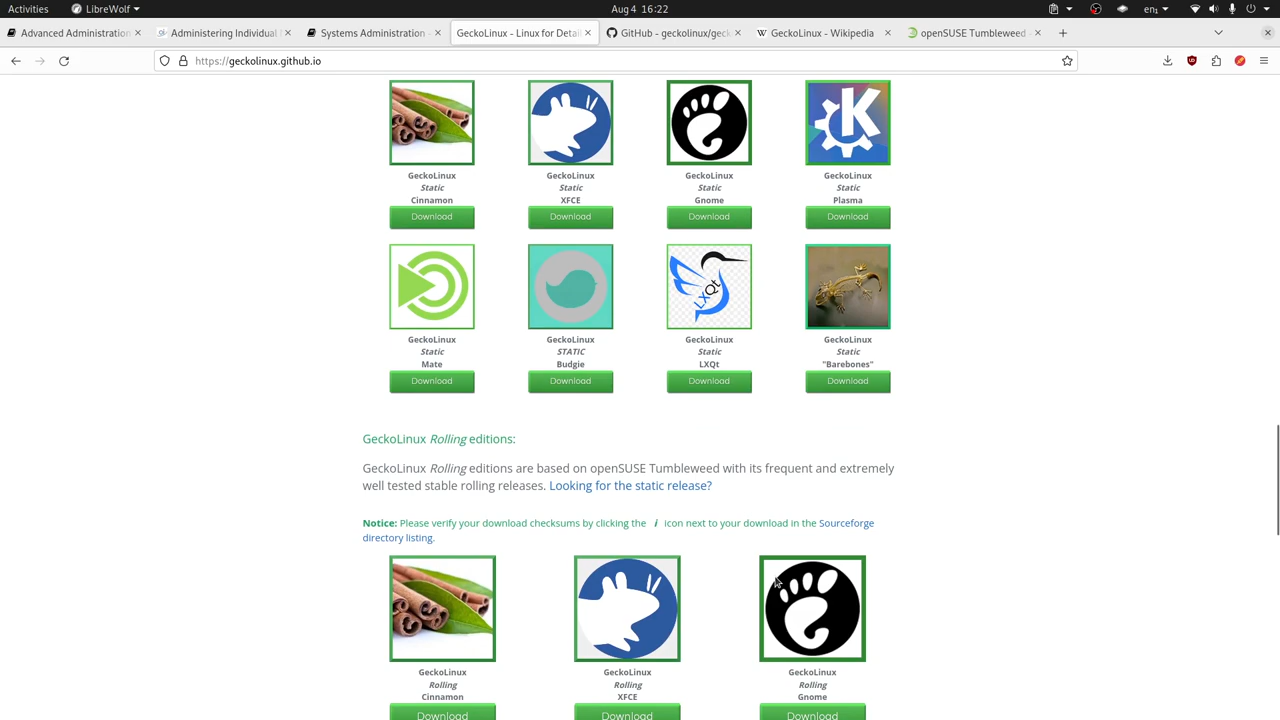 Activities LibreWolf Aug 4 16:22 en₁
Advanced Administration Administering Individual Systems Administration GeckoLinux - Linux for Detai GitHub - geckolinux/geck GeckoLinux - Wikipedia openSUSE Tumbleweed
https://geckolinux.github.io
GeckoLinux GeckoLinux GeckoLinux GeckoLinux
Static Static Static Static
Cinnamon XFCE Gnome Plasma
Download Download Download Download
LXQt
GeckoLinux GeckoLinux GeckoLinux GeckoLinux
Static STATIC Static Static
Mate Budgie LXQt "Barebones"
Download Download Download Download
GeckoLinux Rolling editions:
GeckoLinux Rolling editions are based on openSUSE Tumbleweed with its frequent and extremely
well tested stable rolling releases. Looking for the static release?
Notice: Please verify your download checksums by clicking the i icon next to your download in the Sourceforge
directory listing.
GeckoLinux GeckoLinux GeckoLinux
Rolling Rolling Rolling
Cinnamon XFCE Gnome
Download Download Download